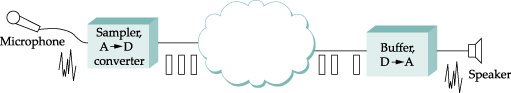 Microphone
Sampler,
A→D
converter
Buffer,
D→A
Speaker